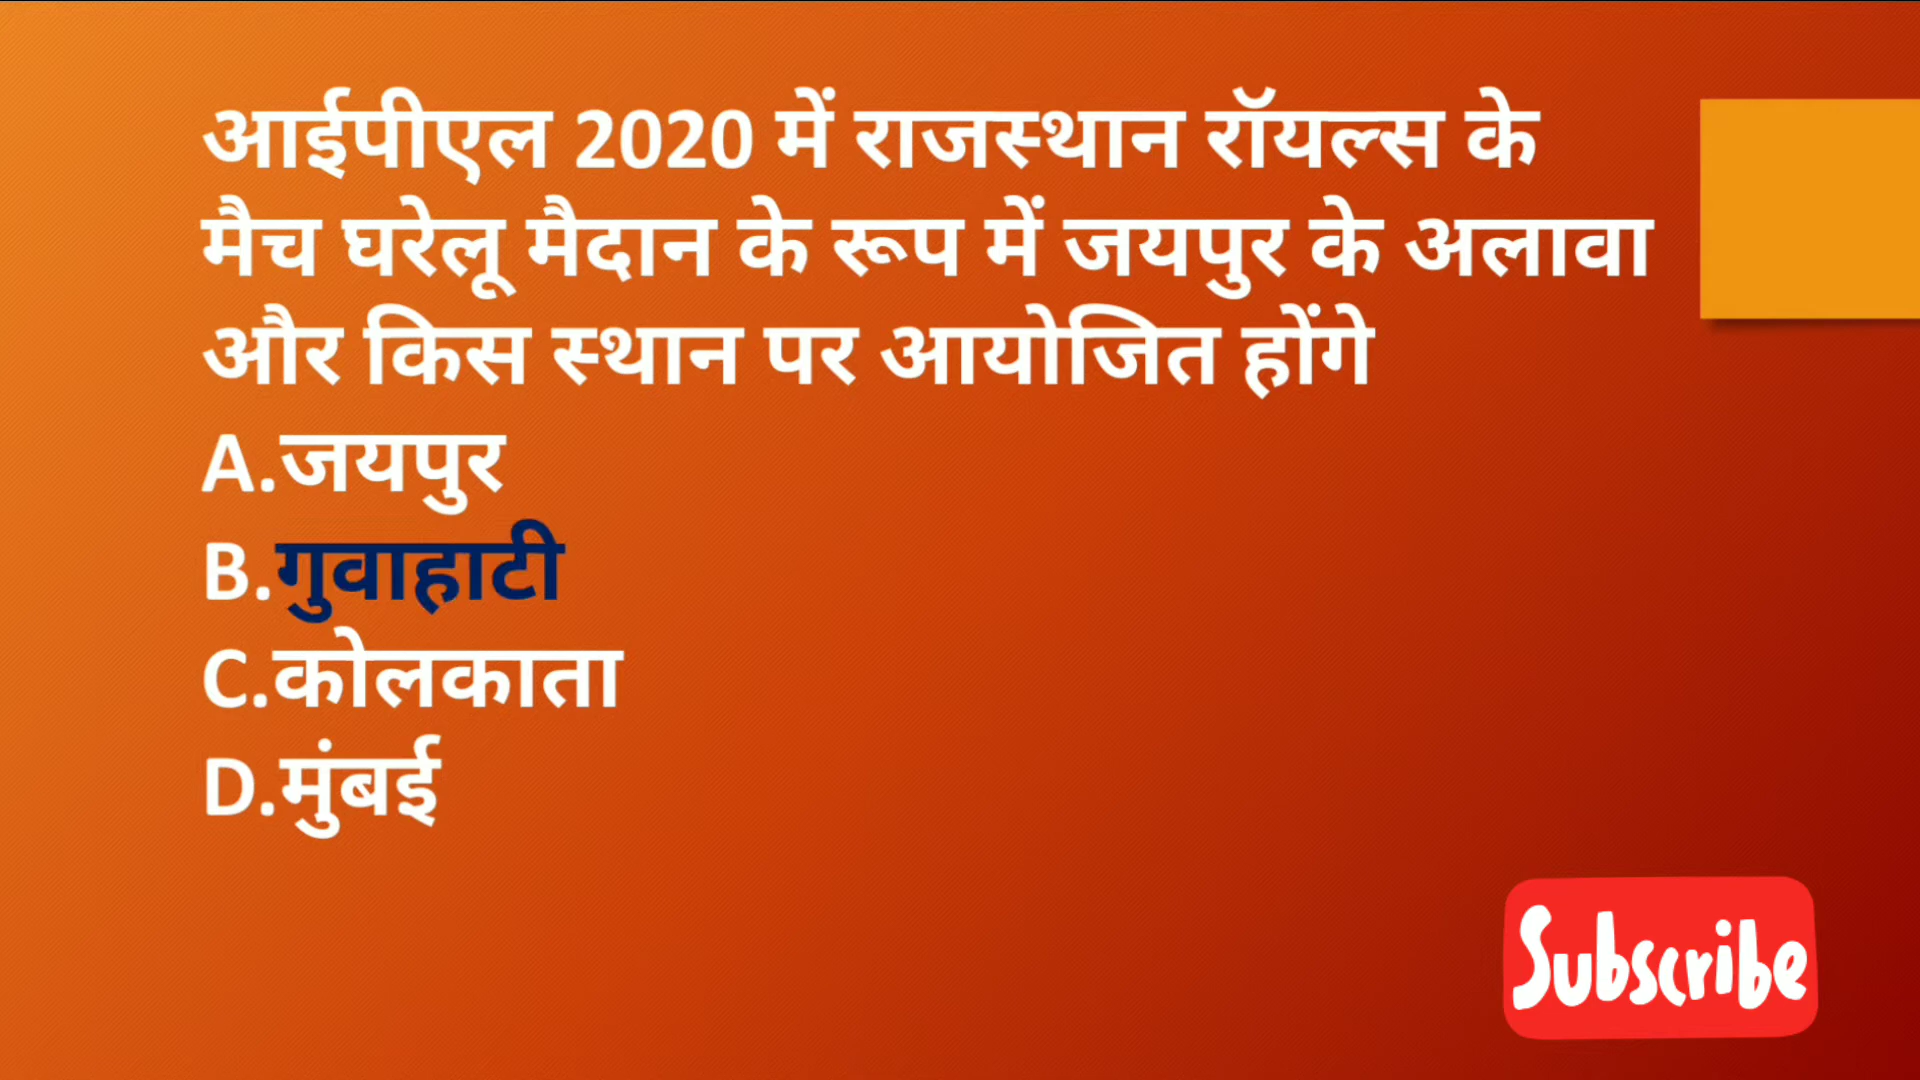 आईपीएल 2020 में राजस्थान रॉयल्स के
मैच घरेलू मैदान के रूप में जयपुर के अलावा
और किस स्थान पर आयोजित होंगे
A.जयपुर
B.गुवाहाटी
C.कोलकाता
D.मुंबई
Subscribe